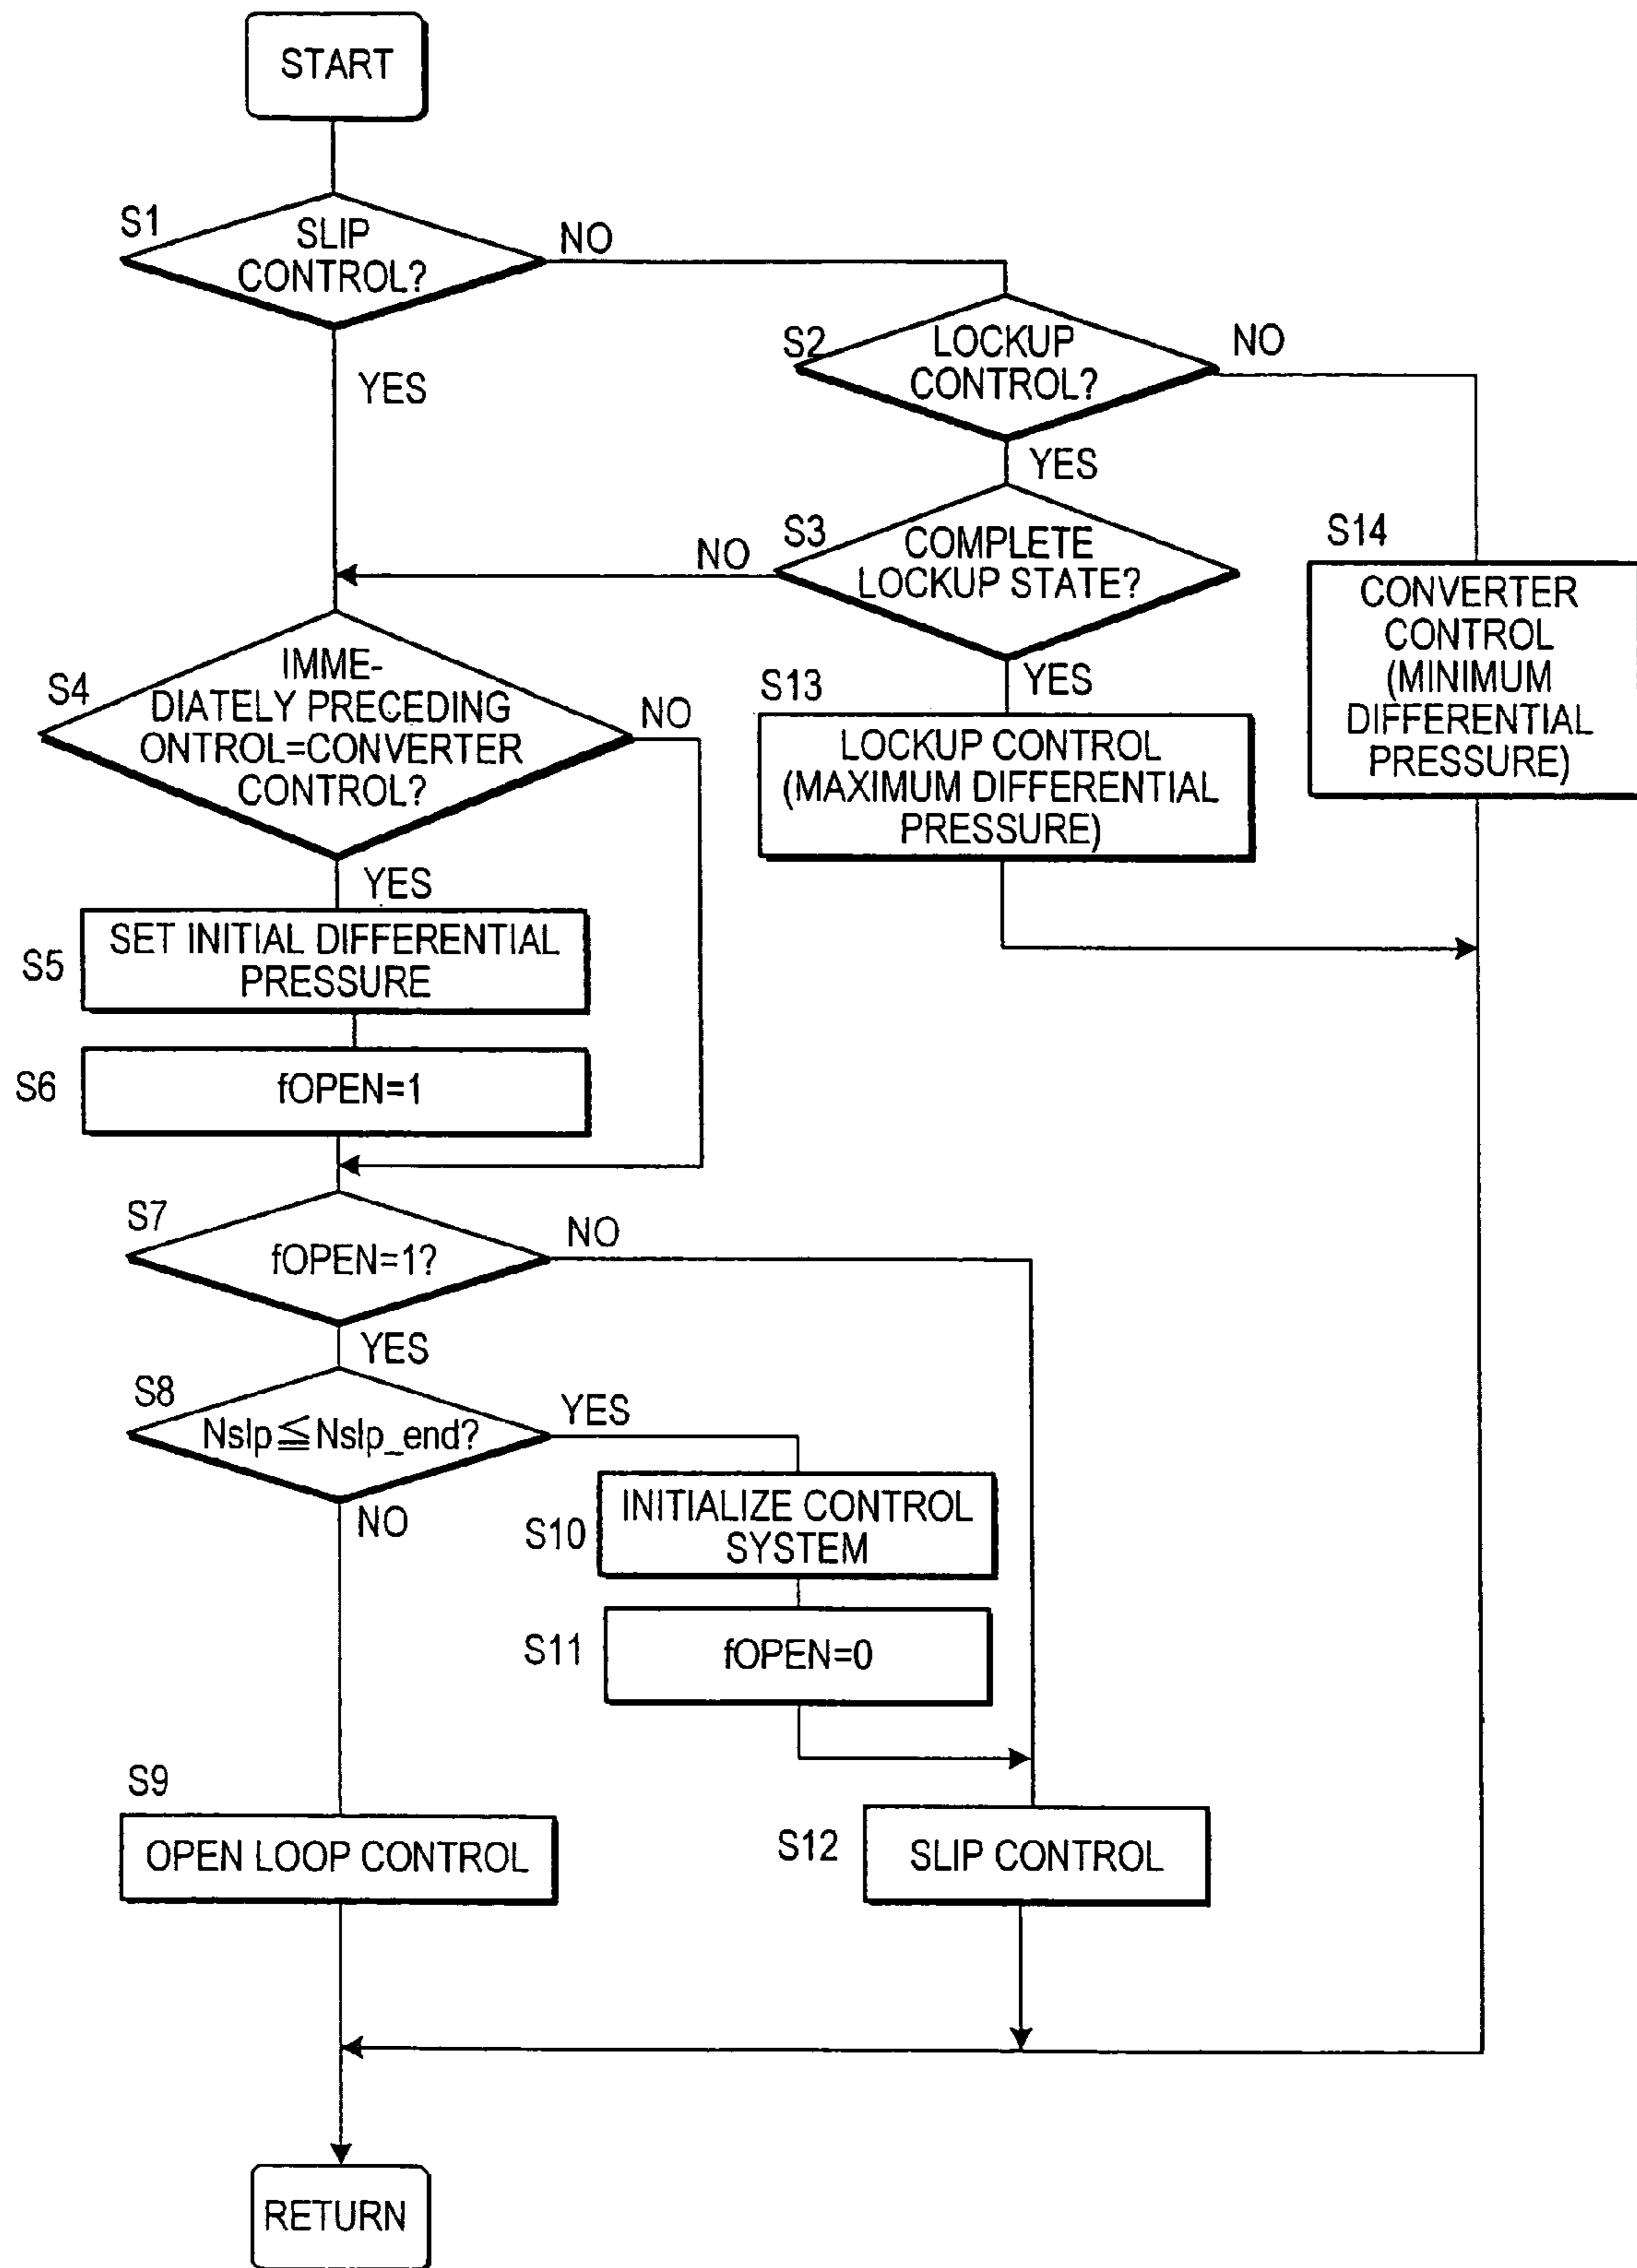 START
S1
SLIP
CONTROL?
NO
YES
S2
LOCKUP
CONTROL?
NO
YES
S3
COMPLETE
LOCKUP STATE?
NO
YES
S14
CONVERTER
CONTROL
(MINIMUM
DIFFERENTIAL
PRESSURE)
S13
LOCKUP CONTROL
(MAXIMUM DIFFERENTIAL
PRESSURE)
S4
IMME-
DIATELY PRECEDING
ONTROL=CONVERTER
CONTROL?
NO
YES
S5
SET INITIAL DIFFERENTIAL
PRESSURE
S6
fOPEN=1
S7
fOPEN=1?
NO
YES
S8
Nslp≦Nslp_end?
YES
NO
S10
INITIALIZE CONTROL
SYSTEM
S11
fOPEN=0
S9
OPEN LOOP CONTROL
S12
SLIP CONTROL
RETURN